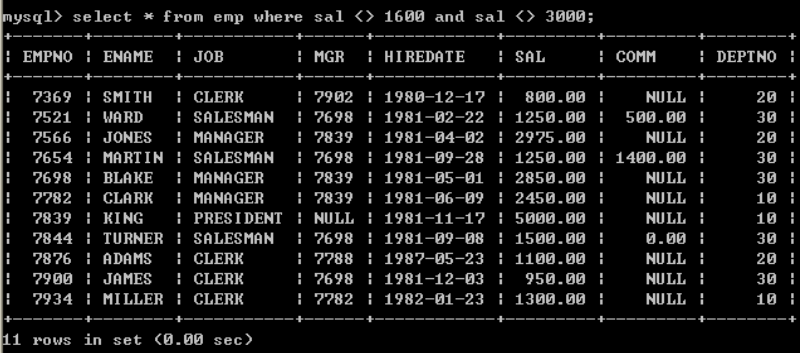 mysql> select * from emp where sal <> 1600 and sal <> 3000;
+-------+--------+-----------+------+------------+---------+---------+--------+
| EMPNO | ENAME  | JOB       | MGR  | HIREDATE   | SAL     | COMM    | DEPTNO |
+-------+--------+-----------+------+------------+---------+---------+--------+
|  7369 | SMITH  | CLERK     | 7902 | 1980-12-17 |  800.00 |    NULL |     20 |
|  7521 | WARD   | SALESMAN  | 7698 | 1981-02-22 | 1250.00 |  500.00 |     30 |
|  7566 | JONES  | MANAGER   | 7839 | 1981-04-02 | 2975.00 |    NULL |     20 |
|  7654 | MARTIN | SALESMAN  | 7698 | 1981-09-28 | 1250.00 | 1400.00 |     30 |
|  7698 | BLAKE  | MANAGER   | 7839 | 1981-05-01 | 2850.00 |    NULL |     30 |
|  7782 | CLARK  | MANAGER   | 7839 | 1981-06-09 | 2450.00 |    NULL |     10 |
|  7839 | KING   | PRESIDENT | NULL | 1981-11-17 | 5000.00 |    NULL |     10 |
|  7844 | TURNER | SALESMAN  | 7698 | 1981-09-08 | 1500.00 |    0.00 |     30 |
|  7876 | ADAMS  | CLERK     | 7788 | 1987-05-23 | 1100.00 |    NULL |     20 |
|  7900 | JAMES  | CLERK     | 7698 | 1981-12-03 |  950.00 |    NULL |     30 |
|  7934 | MILLER | CLERK     | 7782 | 1982-01-23 | 1300.00 |    NULL |     10 |
+-------+--------+-----------+------+------------+---------+---------+--------+
11 rows in set (0.00 sec)